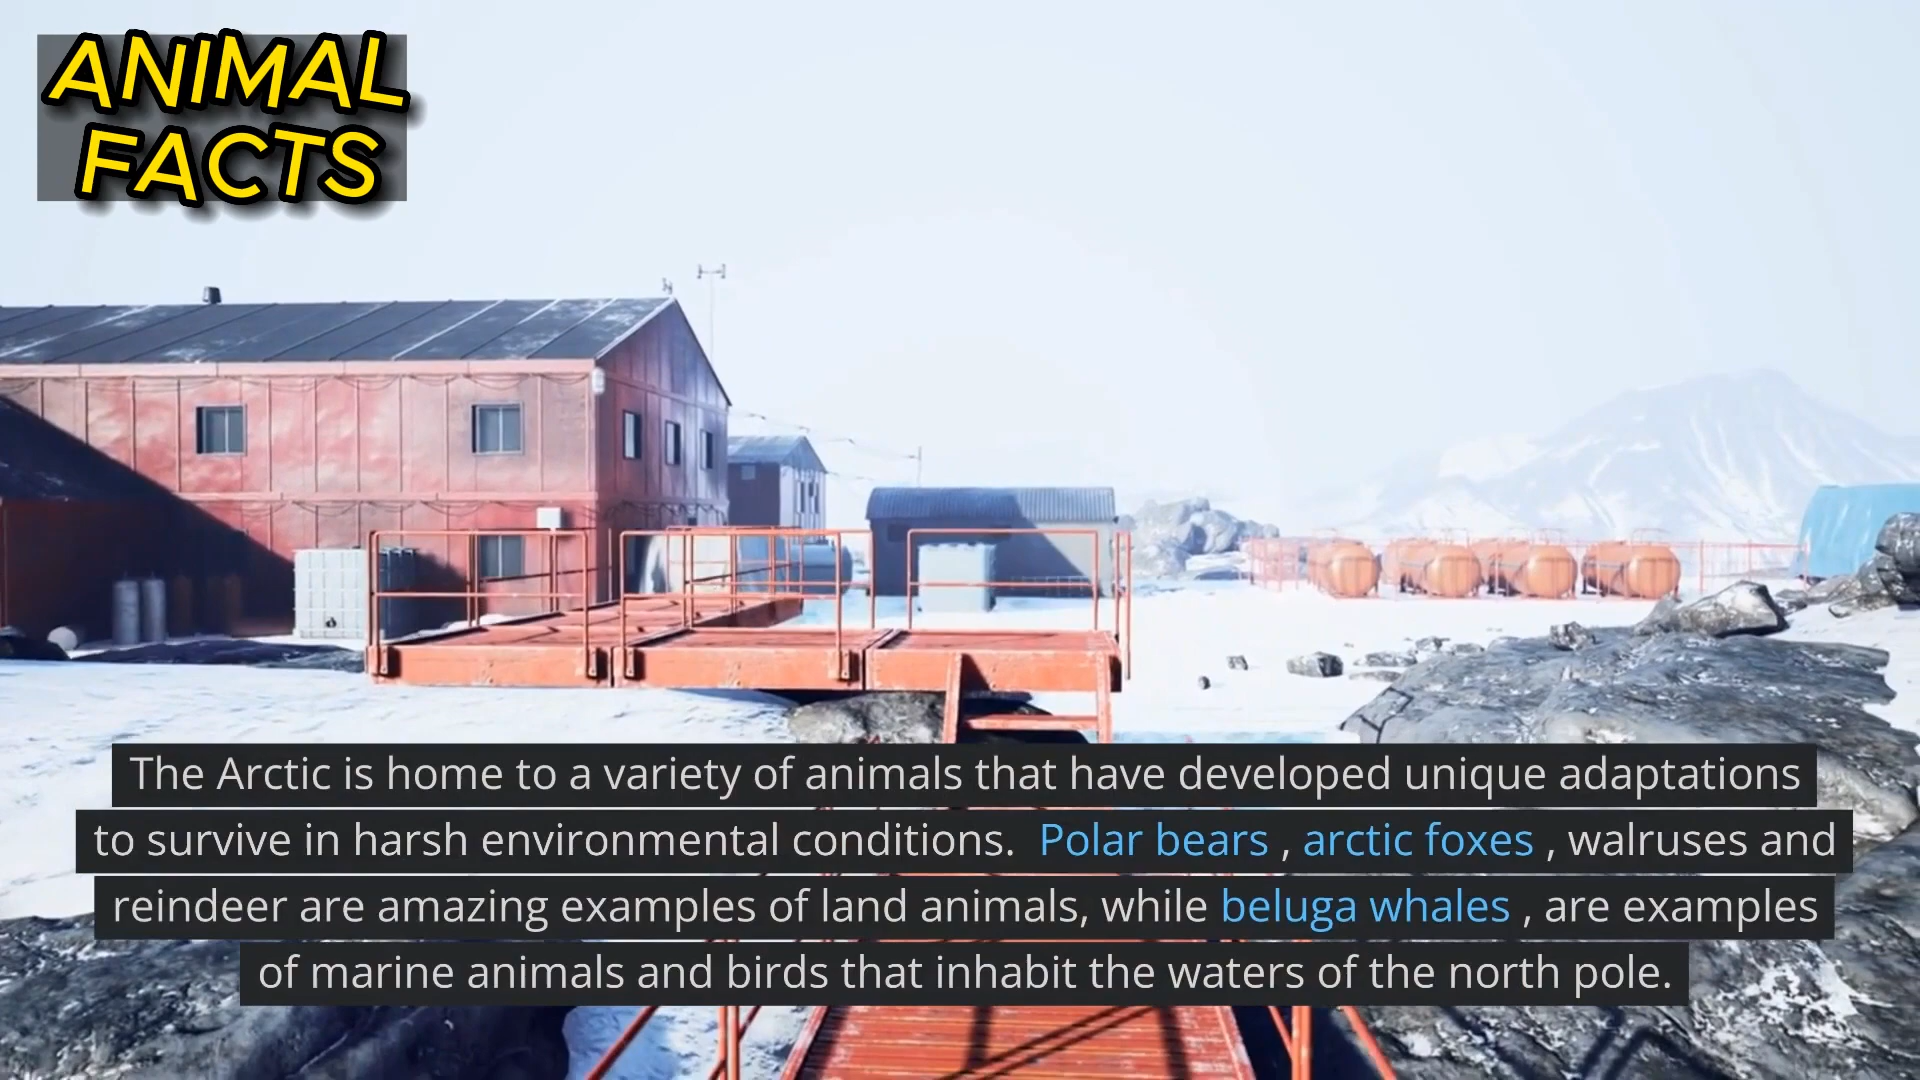 ANIMAL
FACTS
The Arctic is home to a variety of animals that have developed unique adaptations
to survive in harsh environmental conditions. Polar bears , arctic foxes , walruses and
reindeer are amazing examples of land animals, while beluga whales , are examples
of marine animals and birds that inhabit the waters of the north pole.